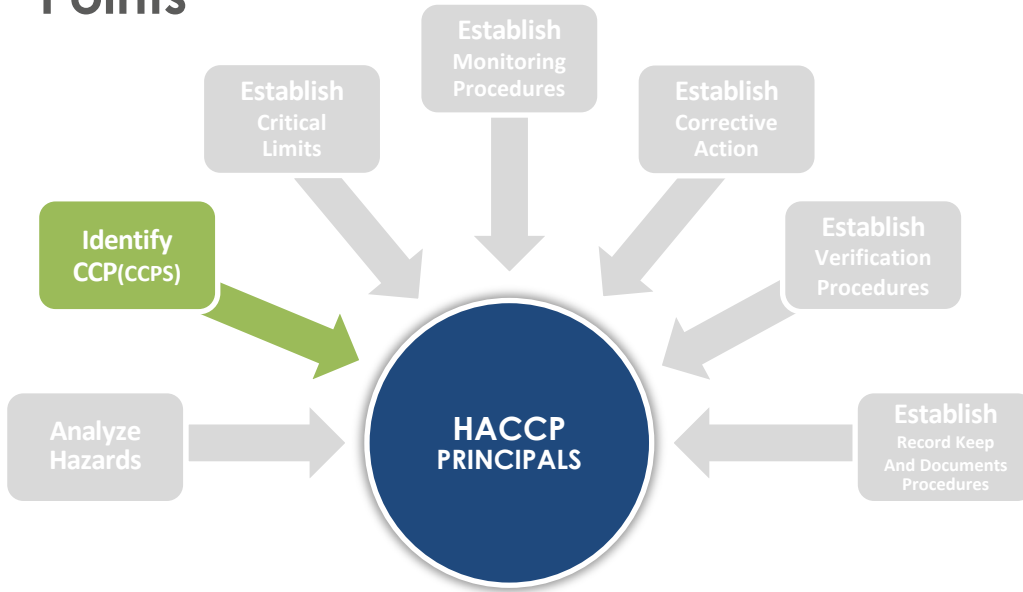 Points
Establish
Monitoring
Procedures
Establish
Critical
Limits
Establish
Corrective
Action
Identify
CCP(CCPS)
Establish
Verification
Procedures
Analyze
Hazards
HACCP
PRINCIPALS
Establish
Record Keep
And Documents
Procedures